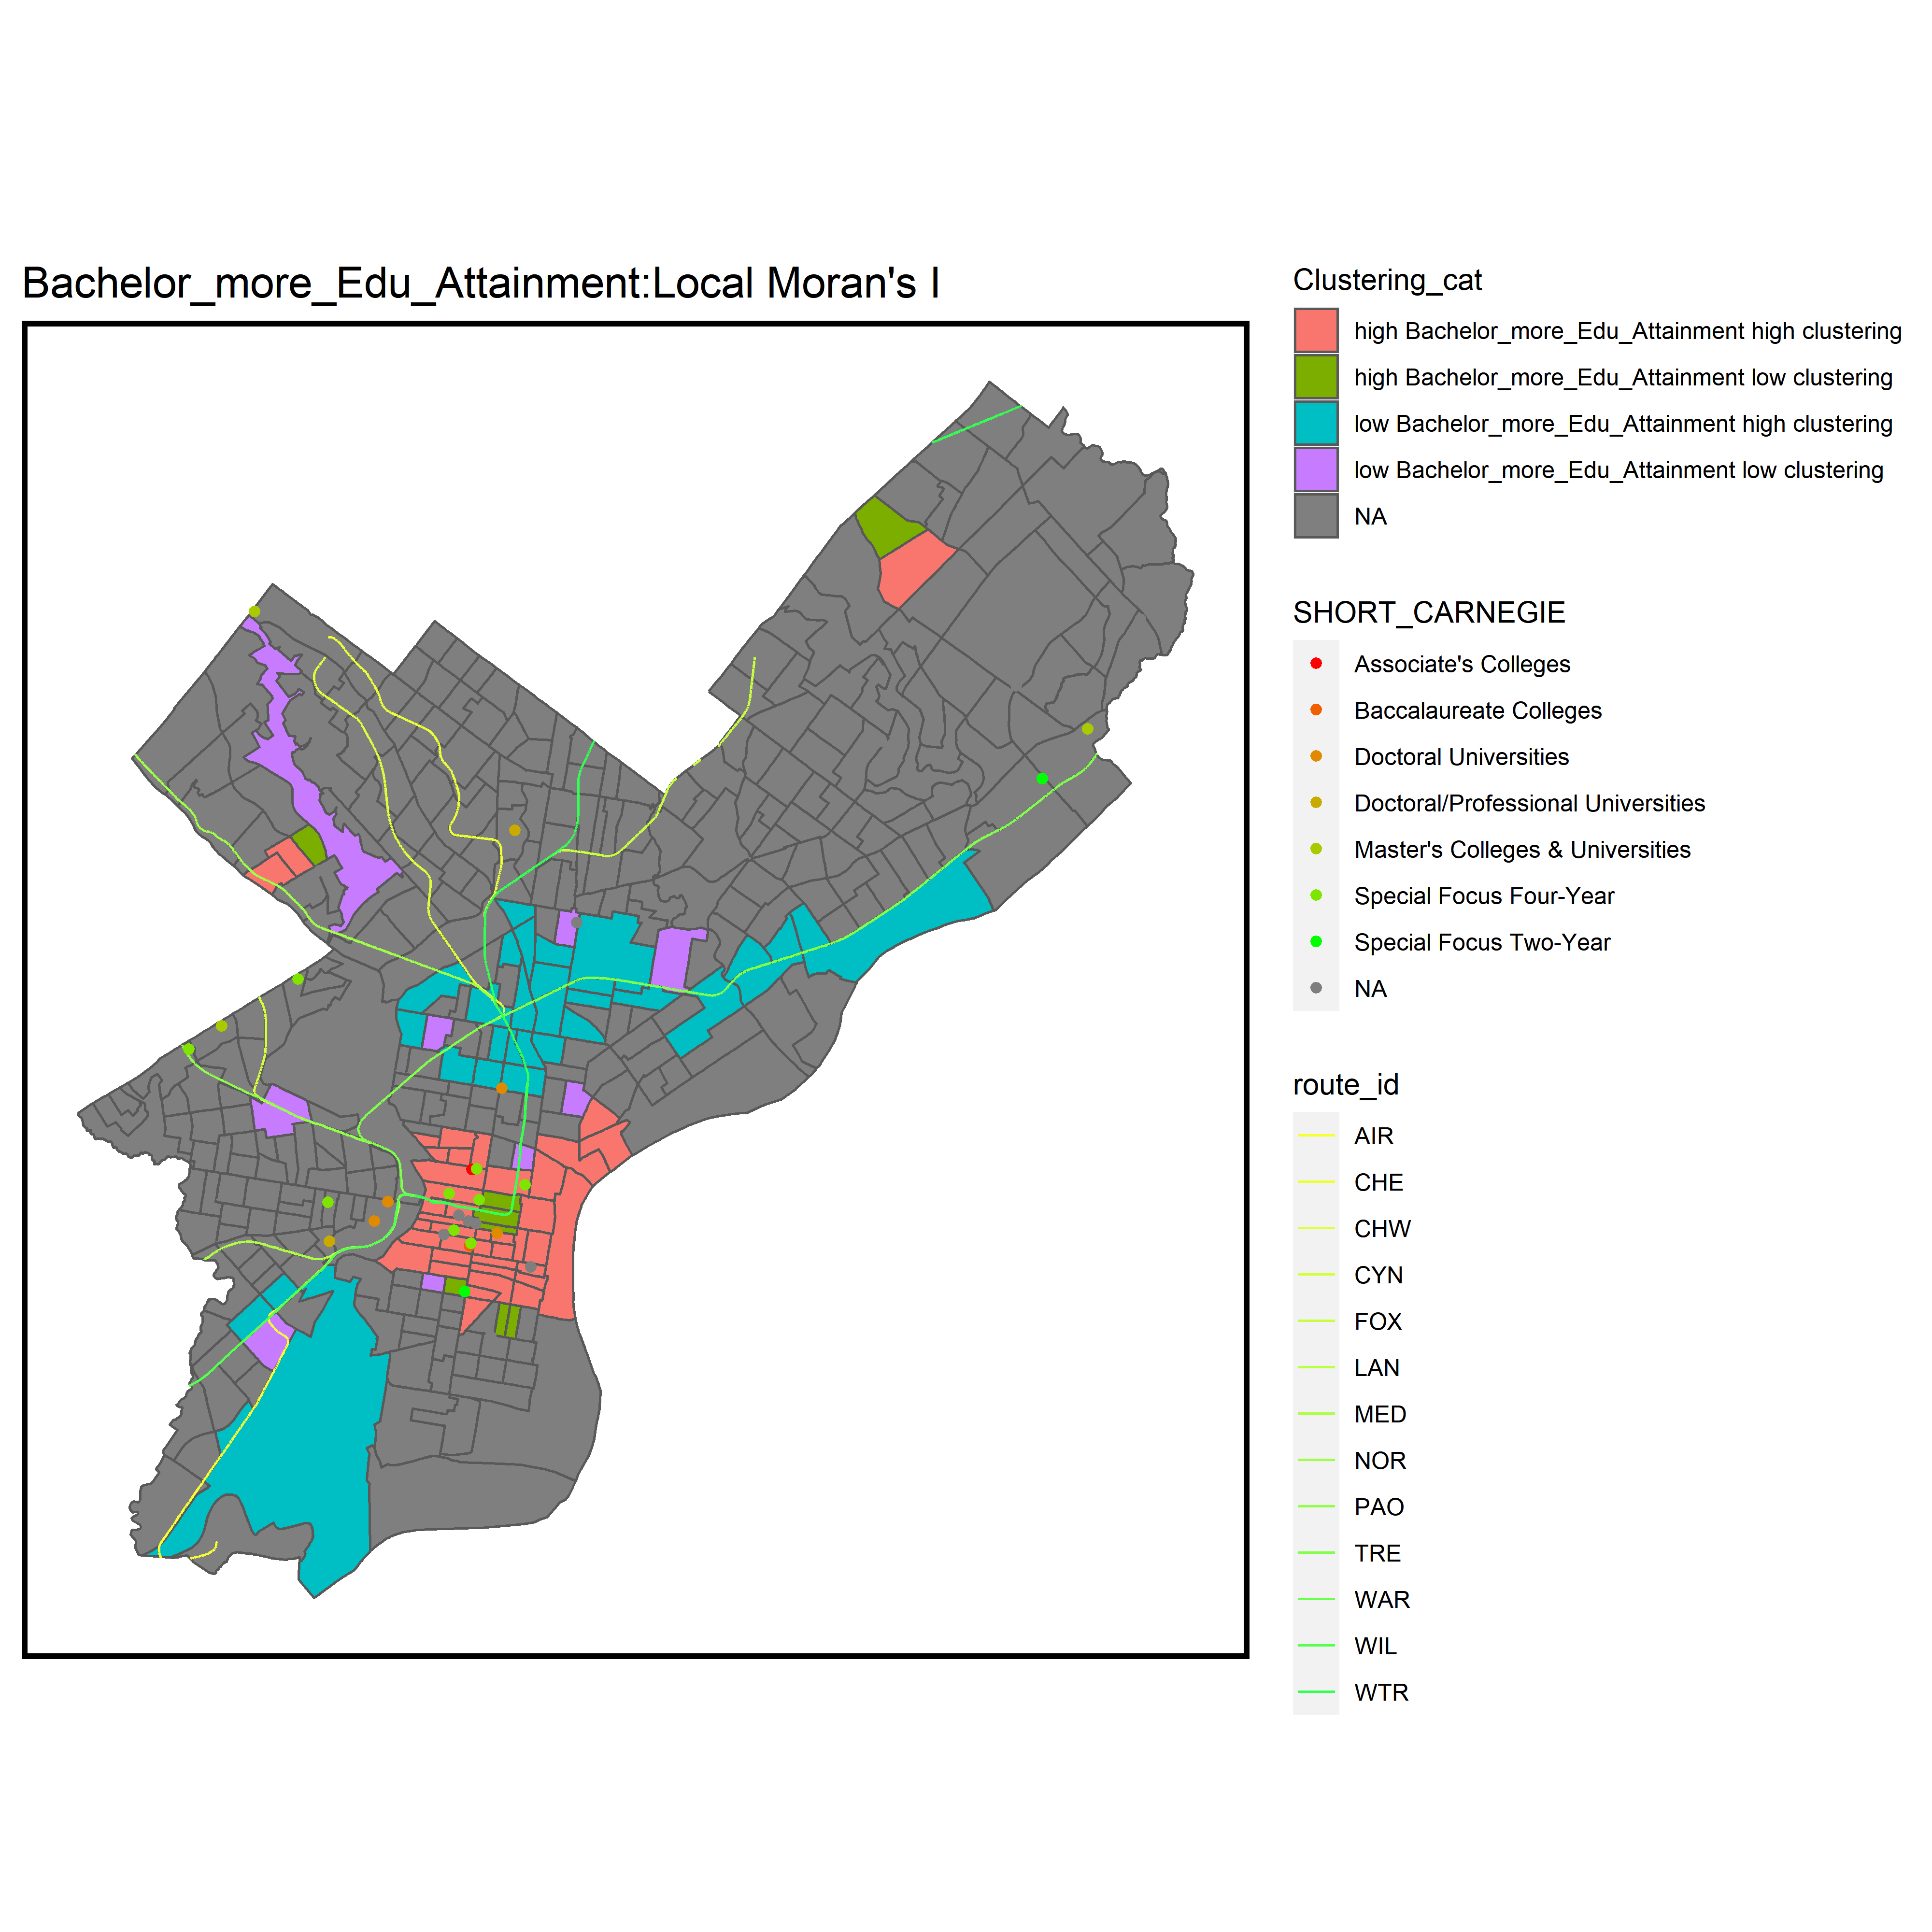 Bachelor_more_Edu_Attainment:Local Moran's I
Clustering_cat
high Bachelor_more_Edu_Attainment high clustering
high Bachelor_more_Edu_Attainment low clustering
low Bachelor_more_Edu_Attainment high clustering
low Bachelor_more_Edu_Attainment low clustering
NA
SHORT_CARNEGIE
Associate's Colleges
Baccalaureate Colleges
Doctoral Universities
Doctoral/Professional Universities
Master's Colleges & Universities
Special Focus Four-Year
Special Focus Two-Year
NA
route_id
AIR
CHE
CHW
CYN
FOX
LAN
MED
NOR
PAO
TRE
WAR
WIL
WTR